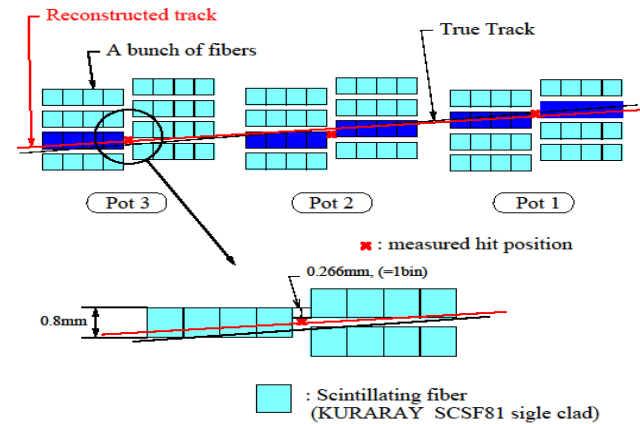 Reconstructed track
A bunch of fibers
True Track
Pot 3
Pot 2
Pot 1
: measured hit position
0.266mm, (=1bin)
0.8mm
: Scintillating fiber
(KURARAY SCSF81 sigle clad)